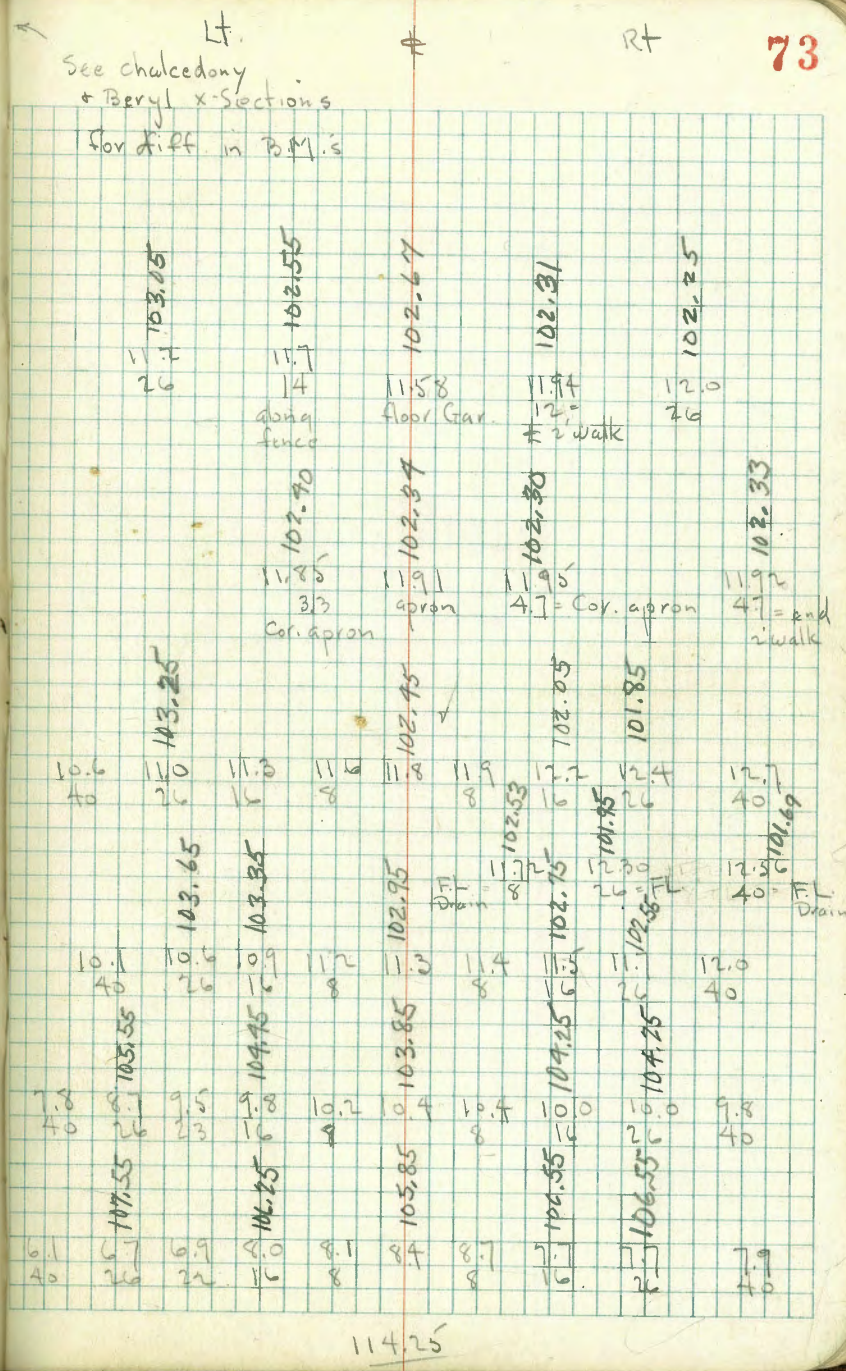 Lt. ⅊ Rt 73
See chalcedony
+ Beryl x-Sections
for diff. in B.M.'s
103.05 102.55 102.67 102.31 102.25
11.2 11.7 11.58 11.94 12.0
26 14 floor Gar. 12 = 26
along ⅊ 2' walk
fence
102.40 102.34 102.30 102.33
11.85 11.91 11.95 11.92
3.3 apron 4.7 = Cor. apron 4.7 = end
Cor. apron 2' walk
103.25 102.45 102.05 101.85
10.6 11.0 11.3 11.6 11.8 11.9 12.2 12.4 12.7
40 26 16 8 8 16 26 40
102.53 101.95 101.69
11.72 12.30 12.56
F.L. = 8 26 = F.L. 40 = F.L.
Drain Drain
103.65 103.35 102.95 102.75 102.55
10.1 10.6 10.9 11.2 11.3 11.4 11.5 11.7 12.0
40 26 16 8 8 16 26 40
105.55 104.45 103.85 104.25 104.25
7.8 8.7 9.5 9.8 10.2 10.4 10.4 10.0 10.0 9.8
40 26 23 16 8 8 16 26 40
107.55 106.25 105.85 106.55 106.55
6.1 6.7 6.9 8.0 8.1 8.4 8.7 7.7 7.7 7.9
40 26 22 16 8 8 16 26 40
114.25